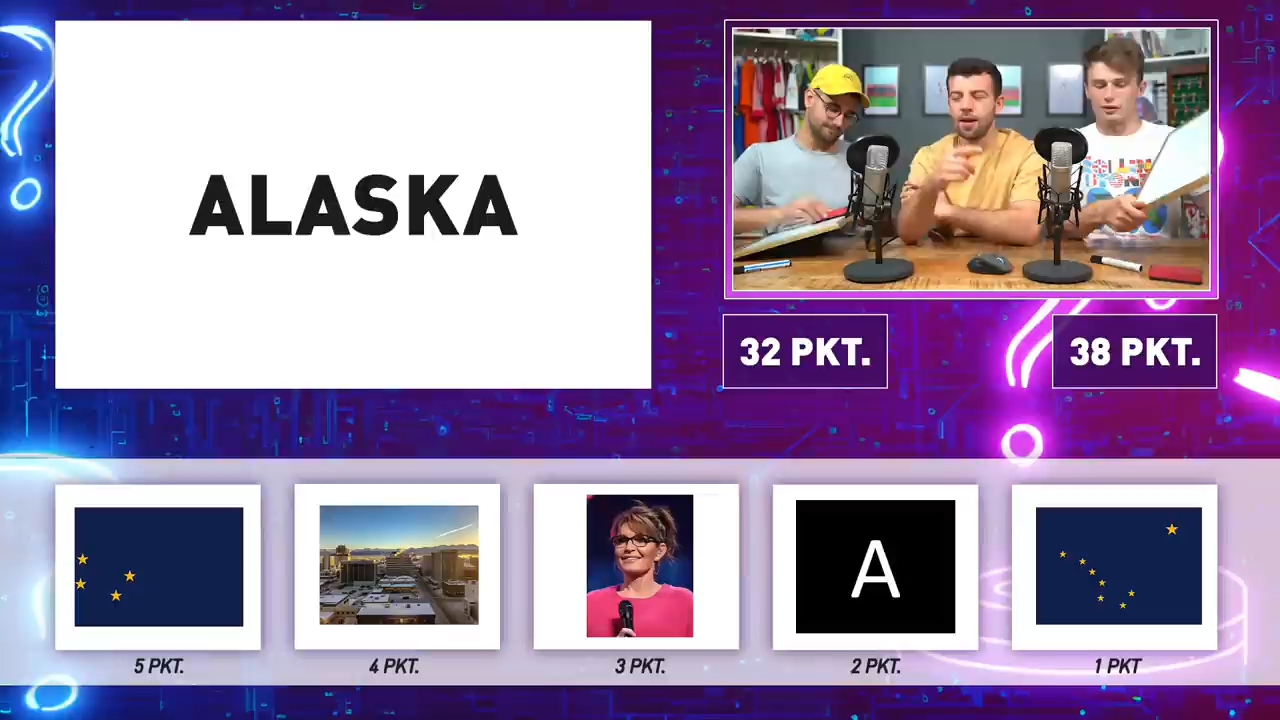 ALASKA
32 PKT.
38 PKT.
A
5 PKT.
4 PKT.
3 PKT.
2 PKT.
1 PKT